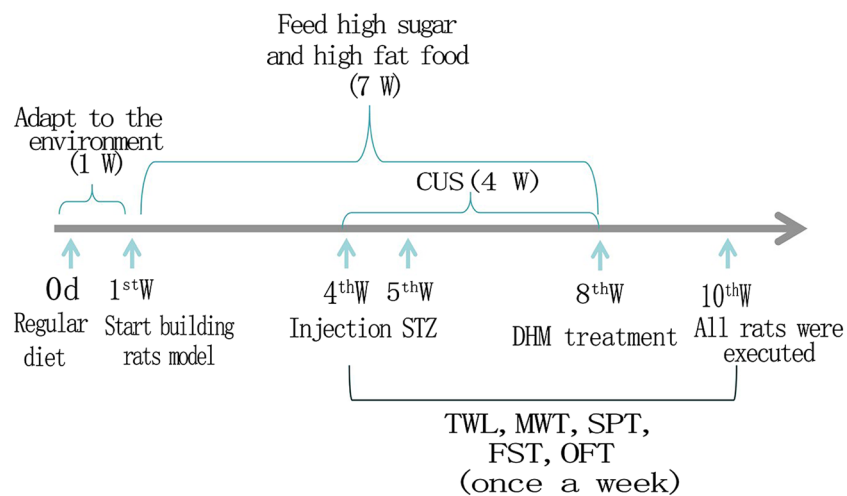 Feed high sugar
and high fat food
(7 W)
Adapt to the
environment
(1 W)
CUS(4 W)
0d
1stW
4thW
5thW
8thW
10thW
Regular
diet
Start building
rats model
Injection STZ
DHM treatment
All rats were
executed
TWL, MWT, SPT,
FST, OFT
(once a week)